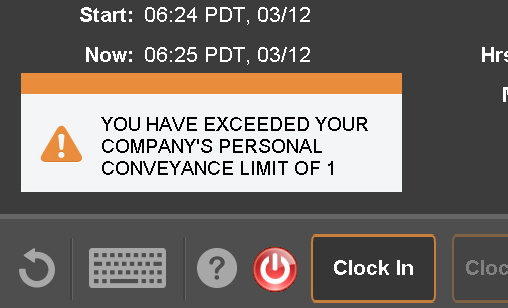 Start: 06:24 PDT, 03/12
Now: 06:25 PDT, 03/12
Hrs
YOU HAVE EXCEEDED YOUR
COMPANY'S PERSONAL
CONVEYANCE LIMIT OF 1
?
Clock In
Cloc